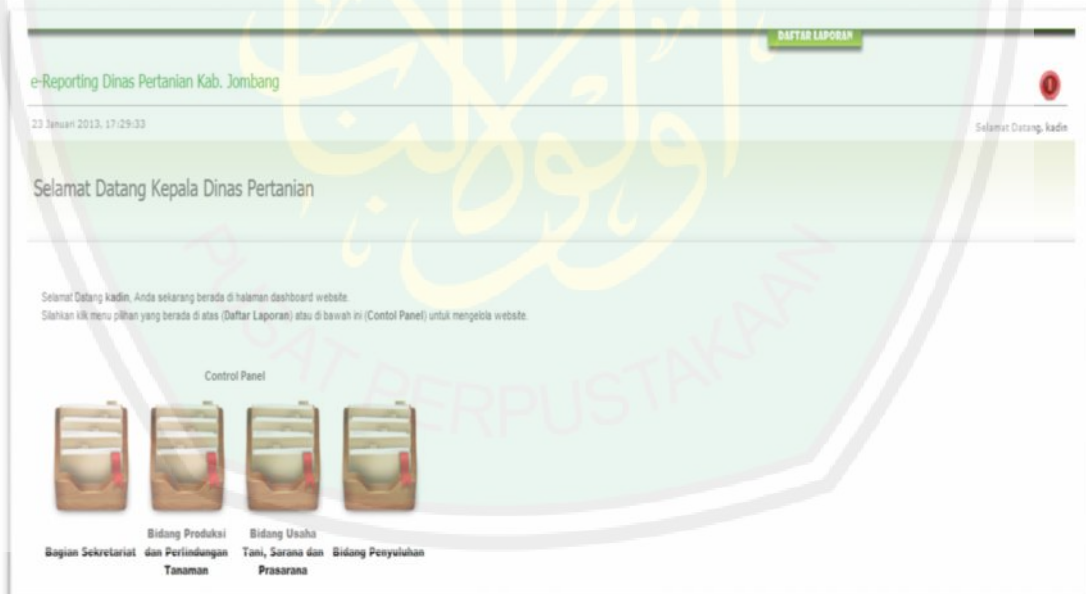 DAFTAR LAPORAN
e-Reporting Dinas Pertanian Kab. Jombang
23 Januari 2013, 17:29:33
Selamat Datang, kadin
Selamat Datang Kepala Dinas Pertanian
Selamat Datang kadin, Anda sekarang berada di halaman dashboard website.
Silahkan klik menu pilihan yang berada di atas (Daftar Laporan) atau di bawah ini (Contol Panel) untuk mengelola website.
Control Panel
Bagian Sekretariat
Bidang Produksi
dan Perlindungan
Tanaman
Bidang Usaha
Tani, Sarana dan
Prasarana
Bidang Penyuluhan
PUSAT PERPUSTAKAAN